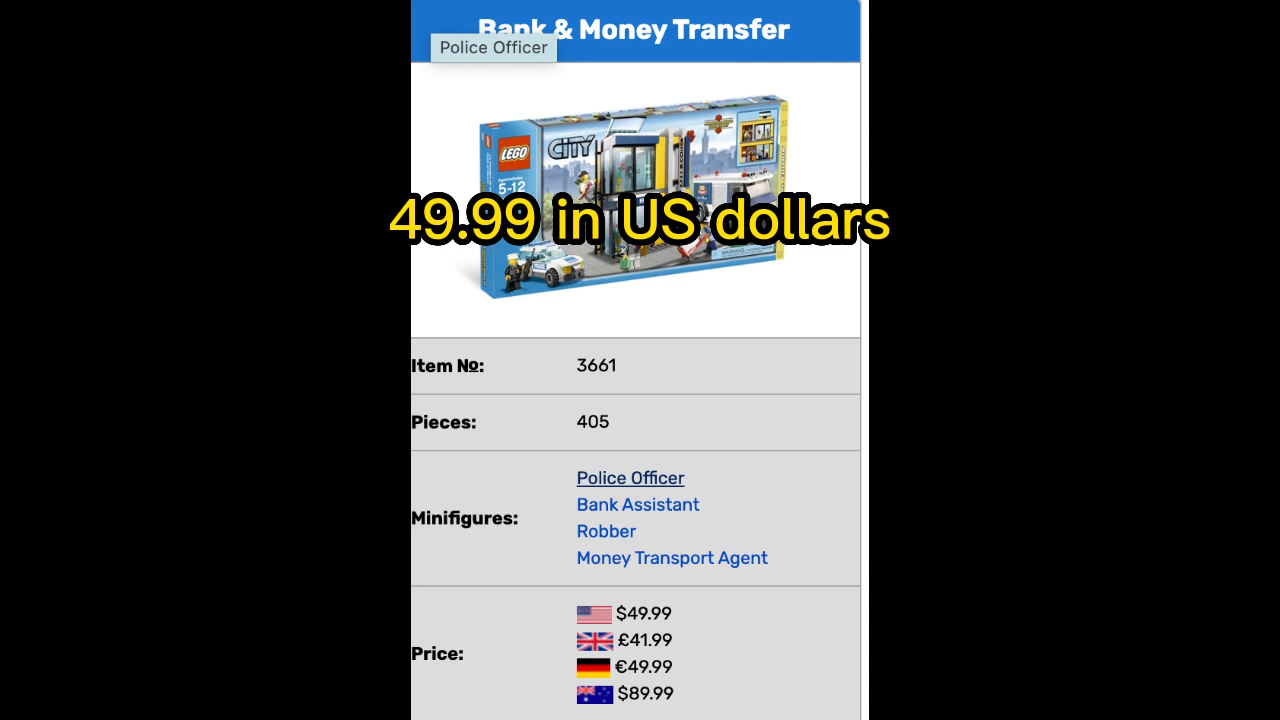 Bank & Money Transfer
Police Officer
LEGO
CITY
5-12
49.99 in US dollars
Item №:
3661
Pieces:
405
Minifigures:
Police Officer
Bank Assistant
Robber
Money Transport Agent
Price:
$49.99
£41.99
€49.99
$89.99